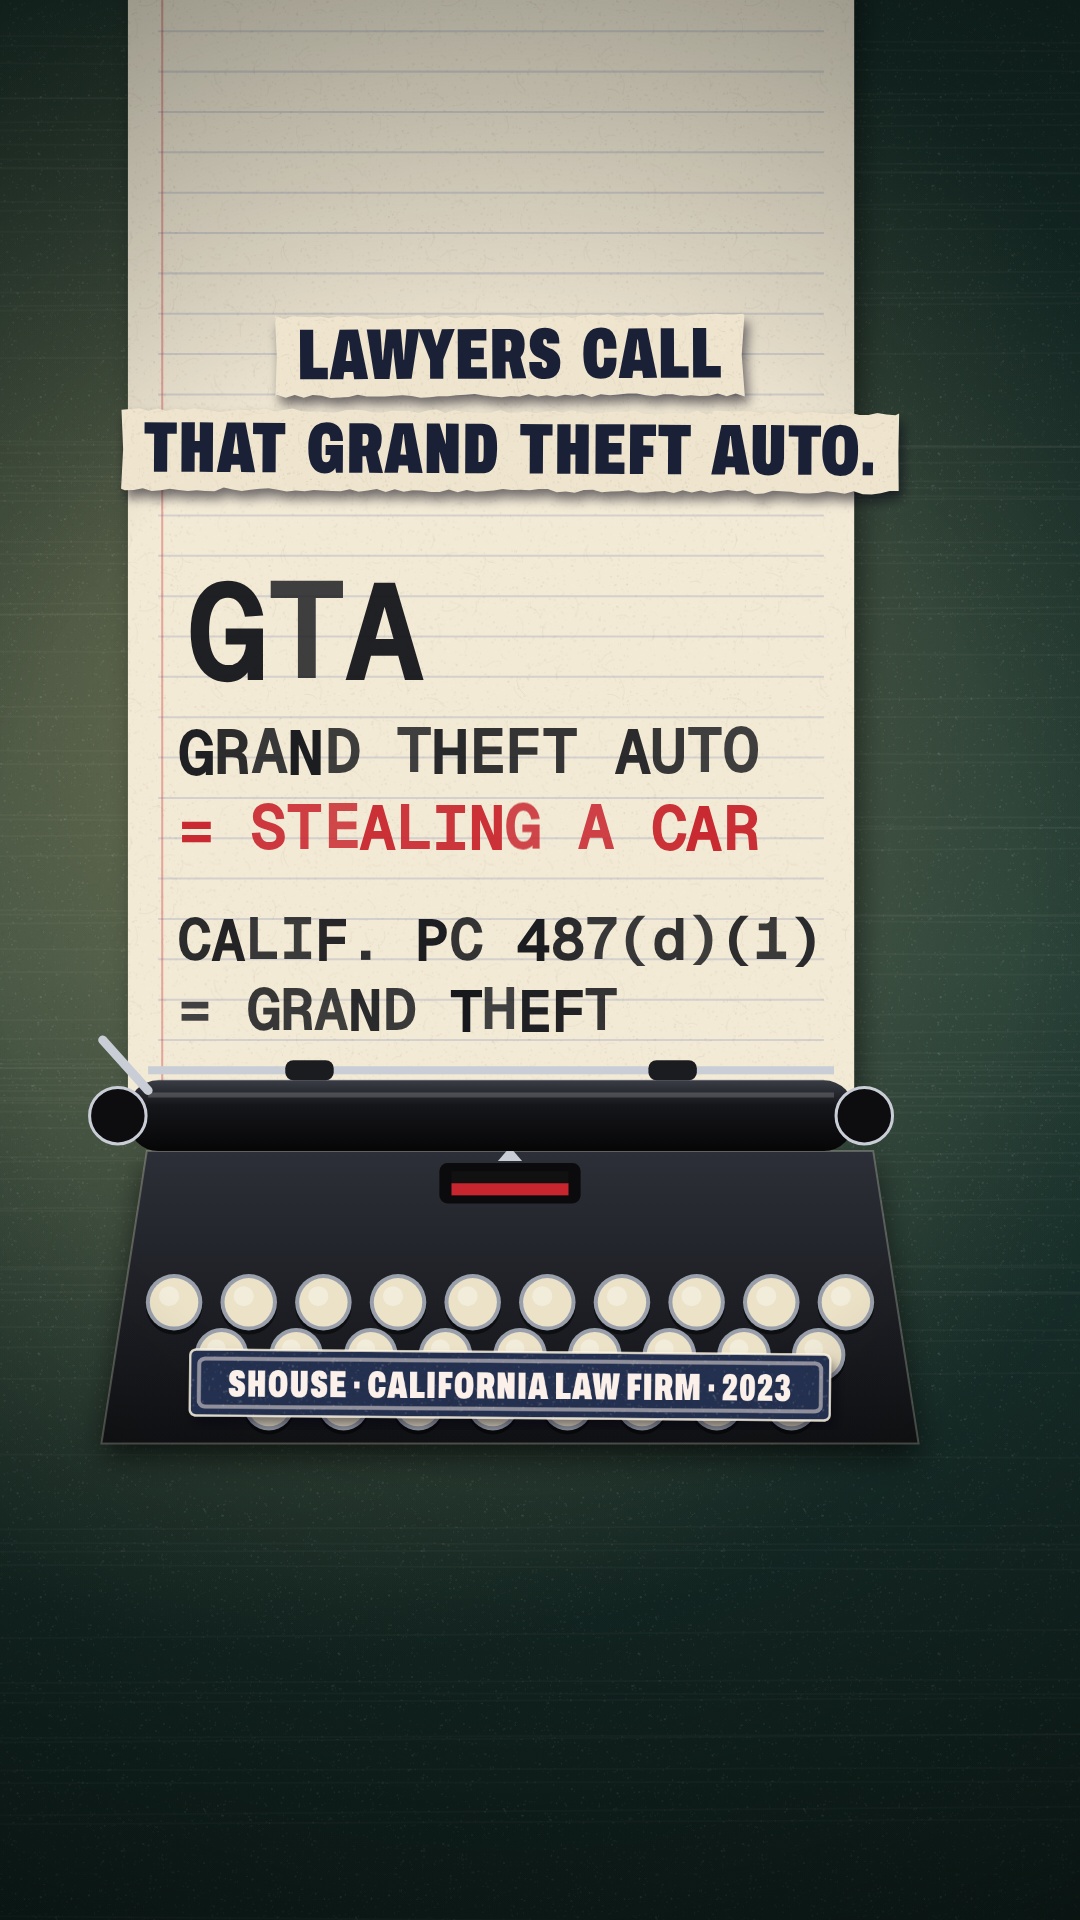 LAWYERS CALL
THAT GRAND THEFT AUTO.
GTA
GRAND THEFT AUTO
= STEALING A CAR
CALIF. PC 487(d)(1)
= GRAND THEFT
SHOUSE · CALIFORNIA LAW FIRM · 2023